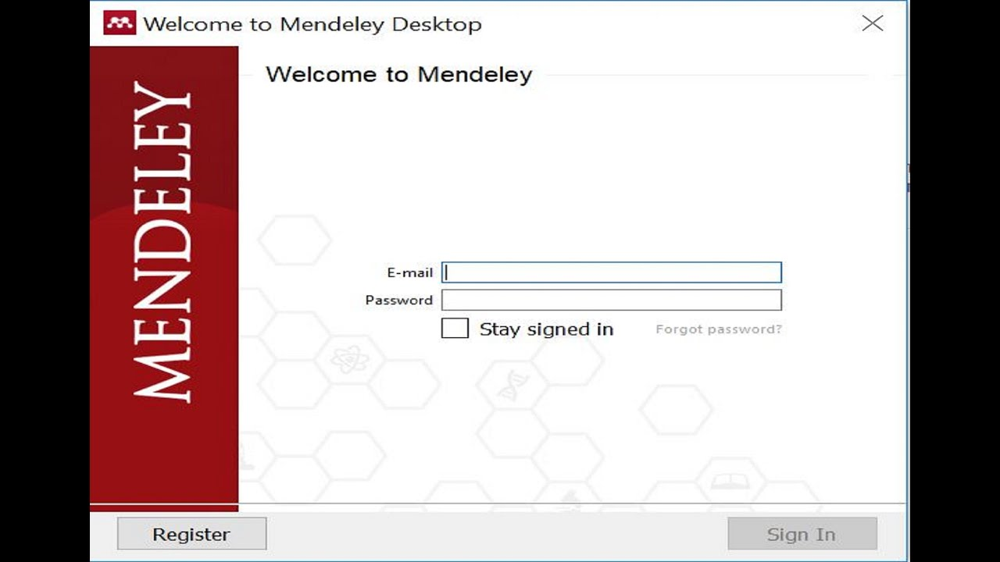 Welcome to Mendeley Desktop
Welcome to Mendeley
MENDELEY
E-mail
Password
Stay signed in Forgot password?
Register Sign In